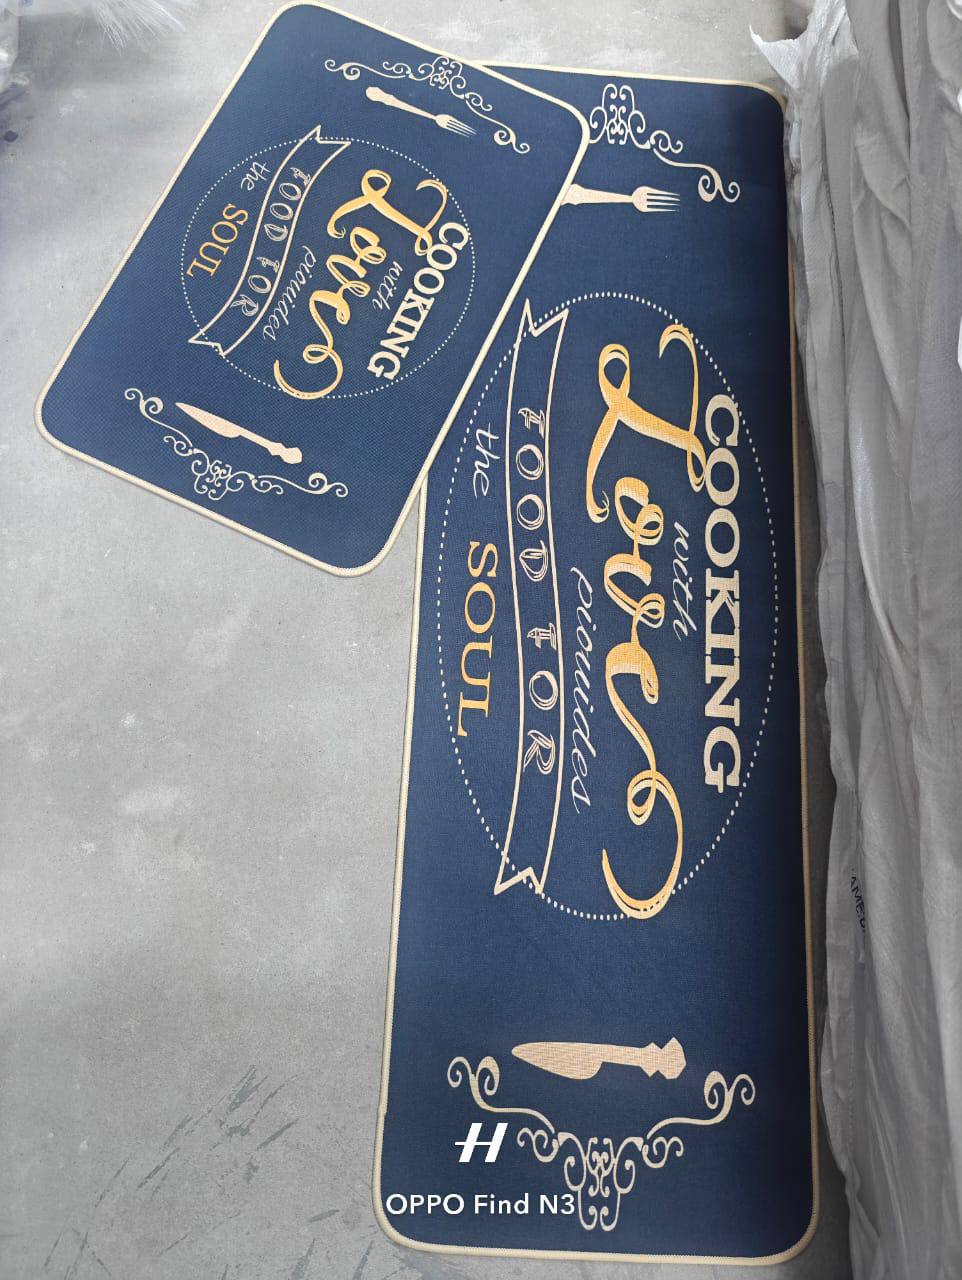 COOKING
with
Love
piouides
FOOD FOR
the SOUL
COOKING
with
Love
piouides
FOOD FOR
the SOUL
H
OPPO Find N3